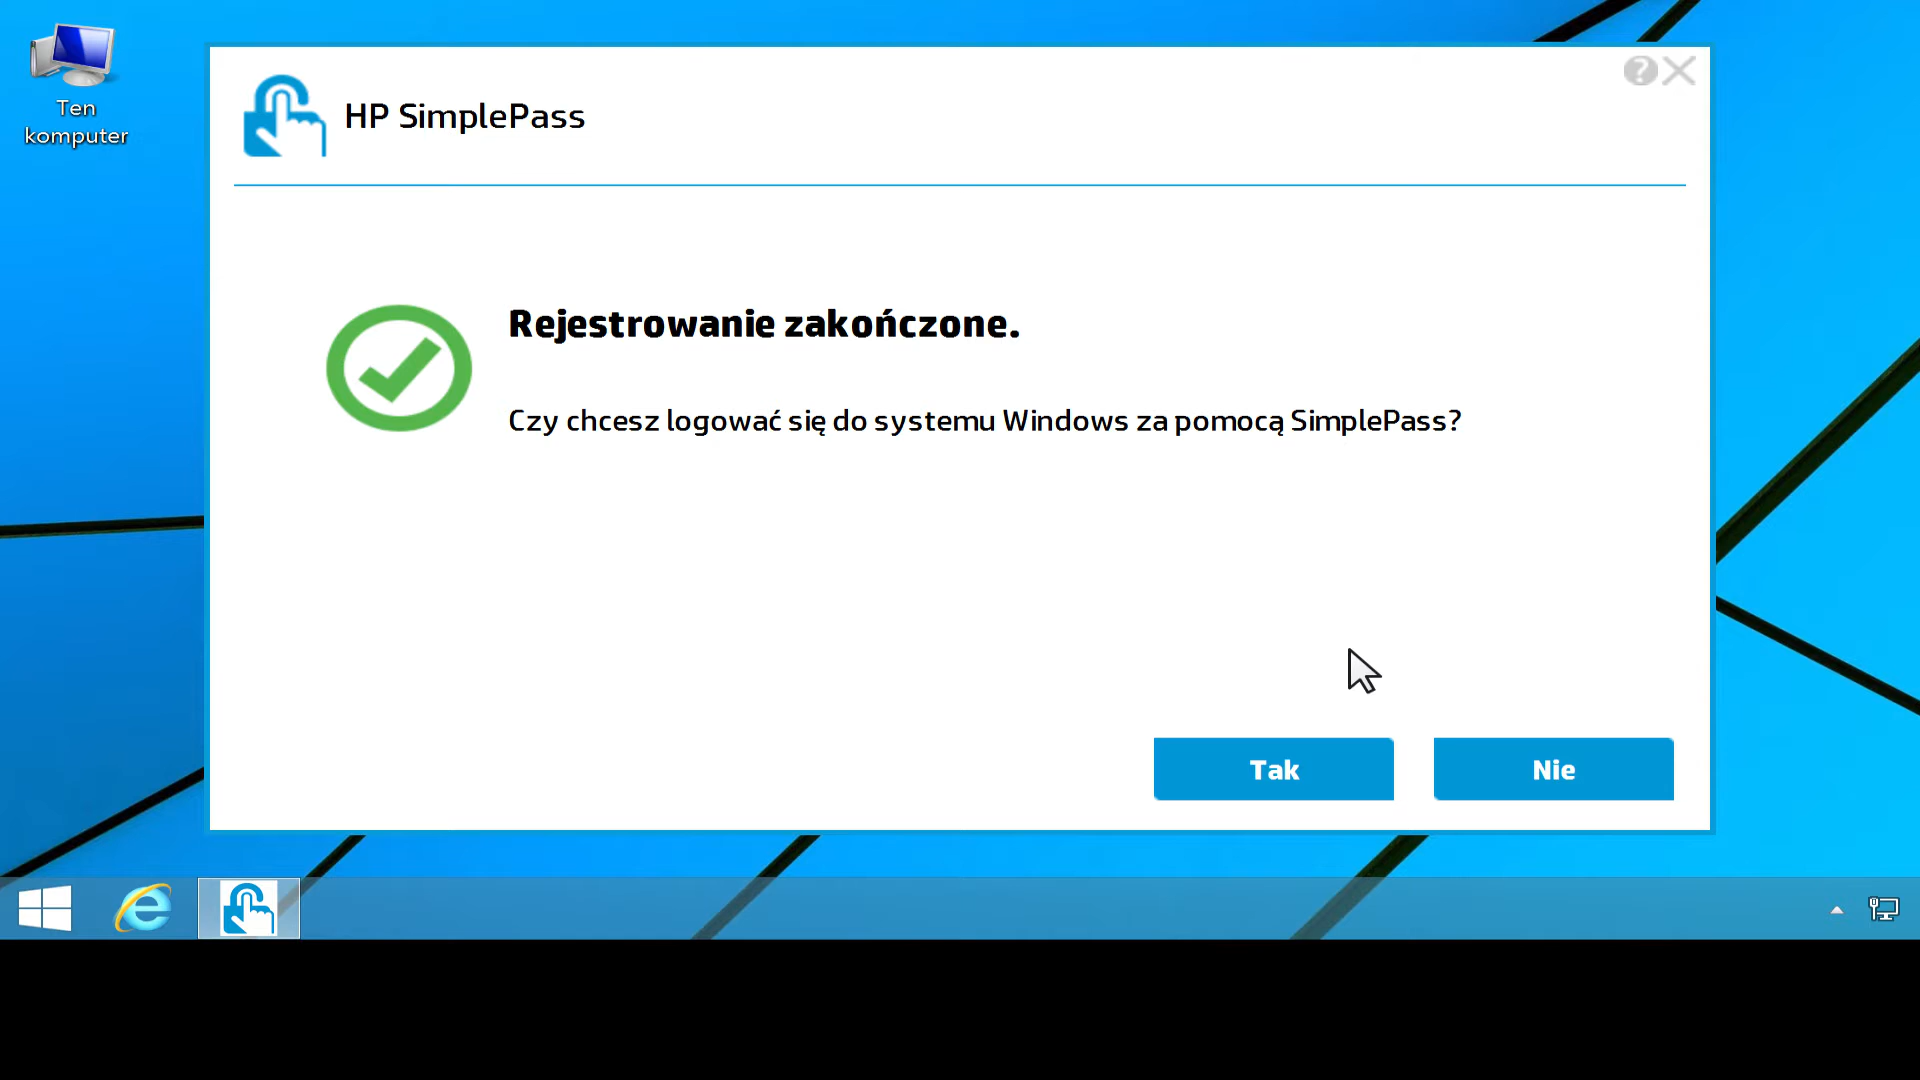 Ten
komputer
HP SimplePass
Rejestrowanie zakończone.
Czy chcesz logować się do systemu Windows za pomocą SimplePass?
Tak
Nie